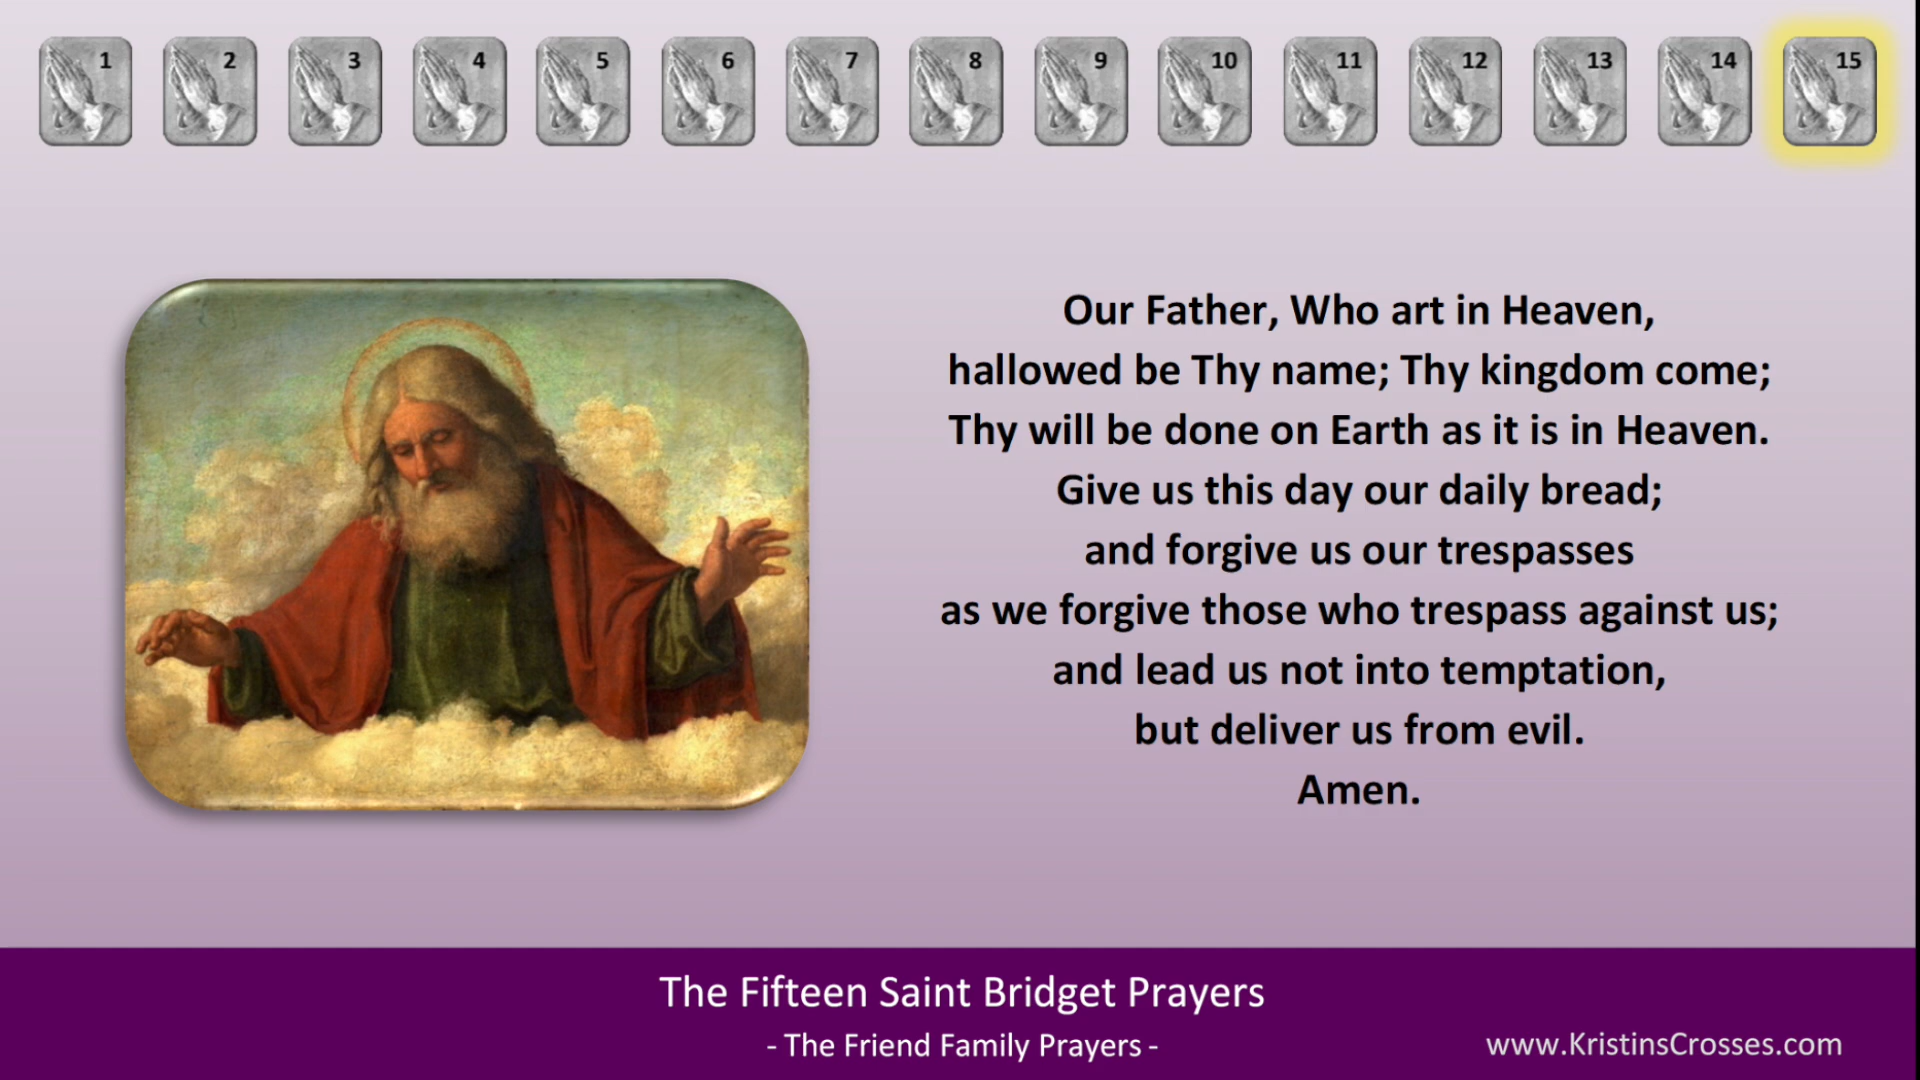 1 2 3 4 5 6 7 8 9 10 11 12 13 14 15
Our Father, Who art in Heaven,
hallowed be Thy name; Thy kingdom come;
Thy will be done on Earth as it is in Heaven.
Give us this day our daily bread;
and forgive us our trespasses
as we forgive those who trespass against us;
and lead us not into temptation,
but deliver us from evil.
Amen.
The Fifteen Saint Bridget Prayers
- The Friend Family Prayers -
www.KristinsCrosses.com